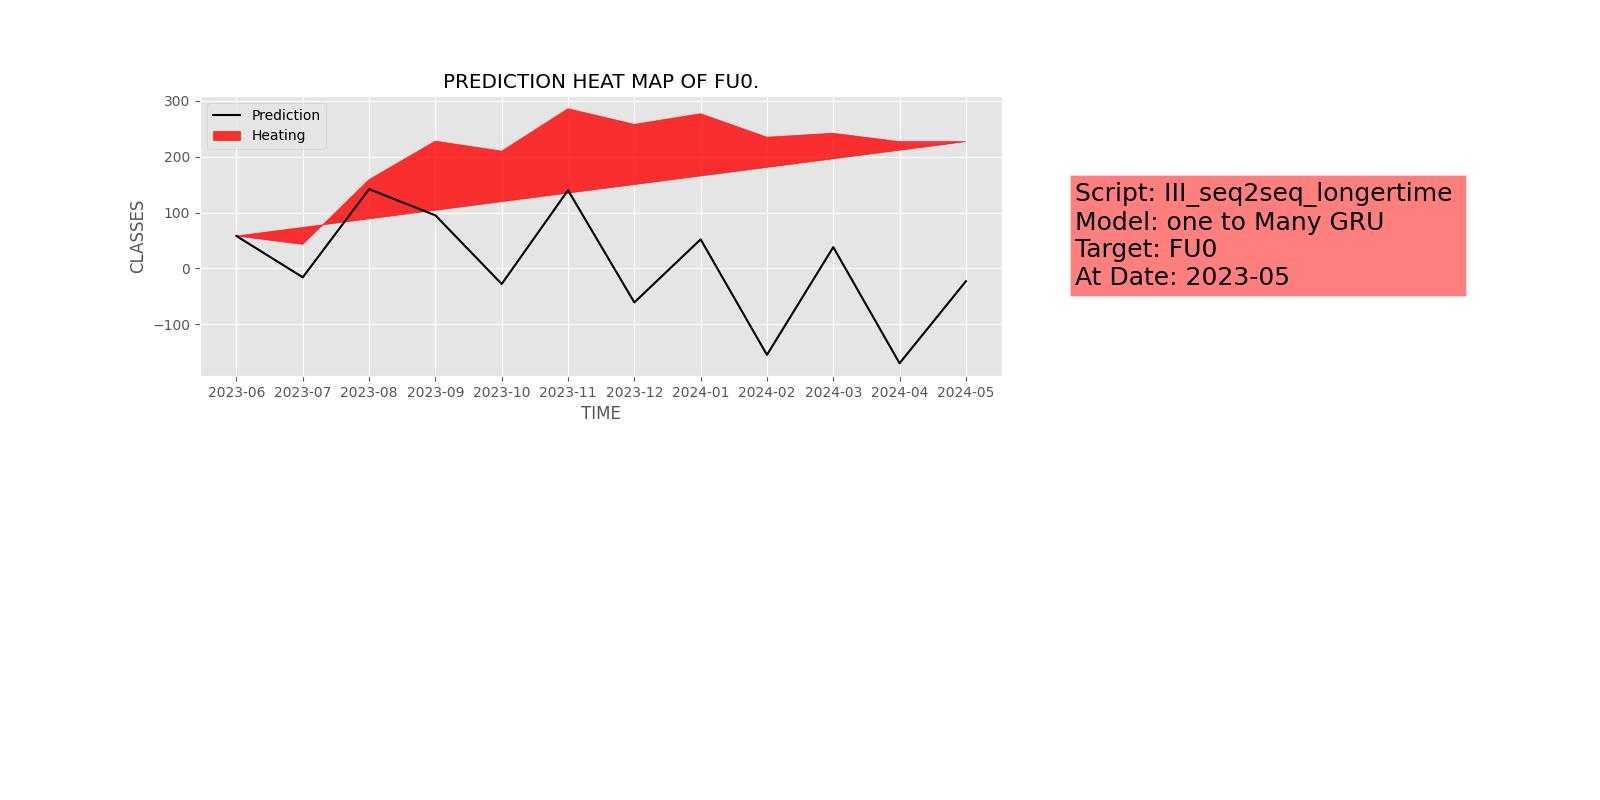 PREDICTION HEAT MAP OF FU0.
Prediction
Heating
300
200
100
0
−100
CLASSES
2023-06 2023-07 2023-08 2023-09 2023-10 2023-11 2023-12 2024-01 2024-02 2024-03 2024-04 2024-05
TIME
Script: III_seq2seq_longertime
Model: one to Many GRU
Target: FU0
At Date: 2023-05